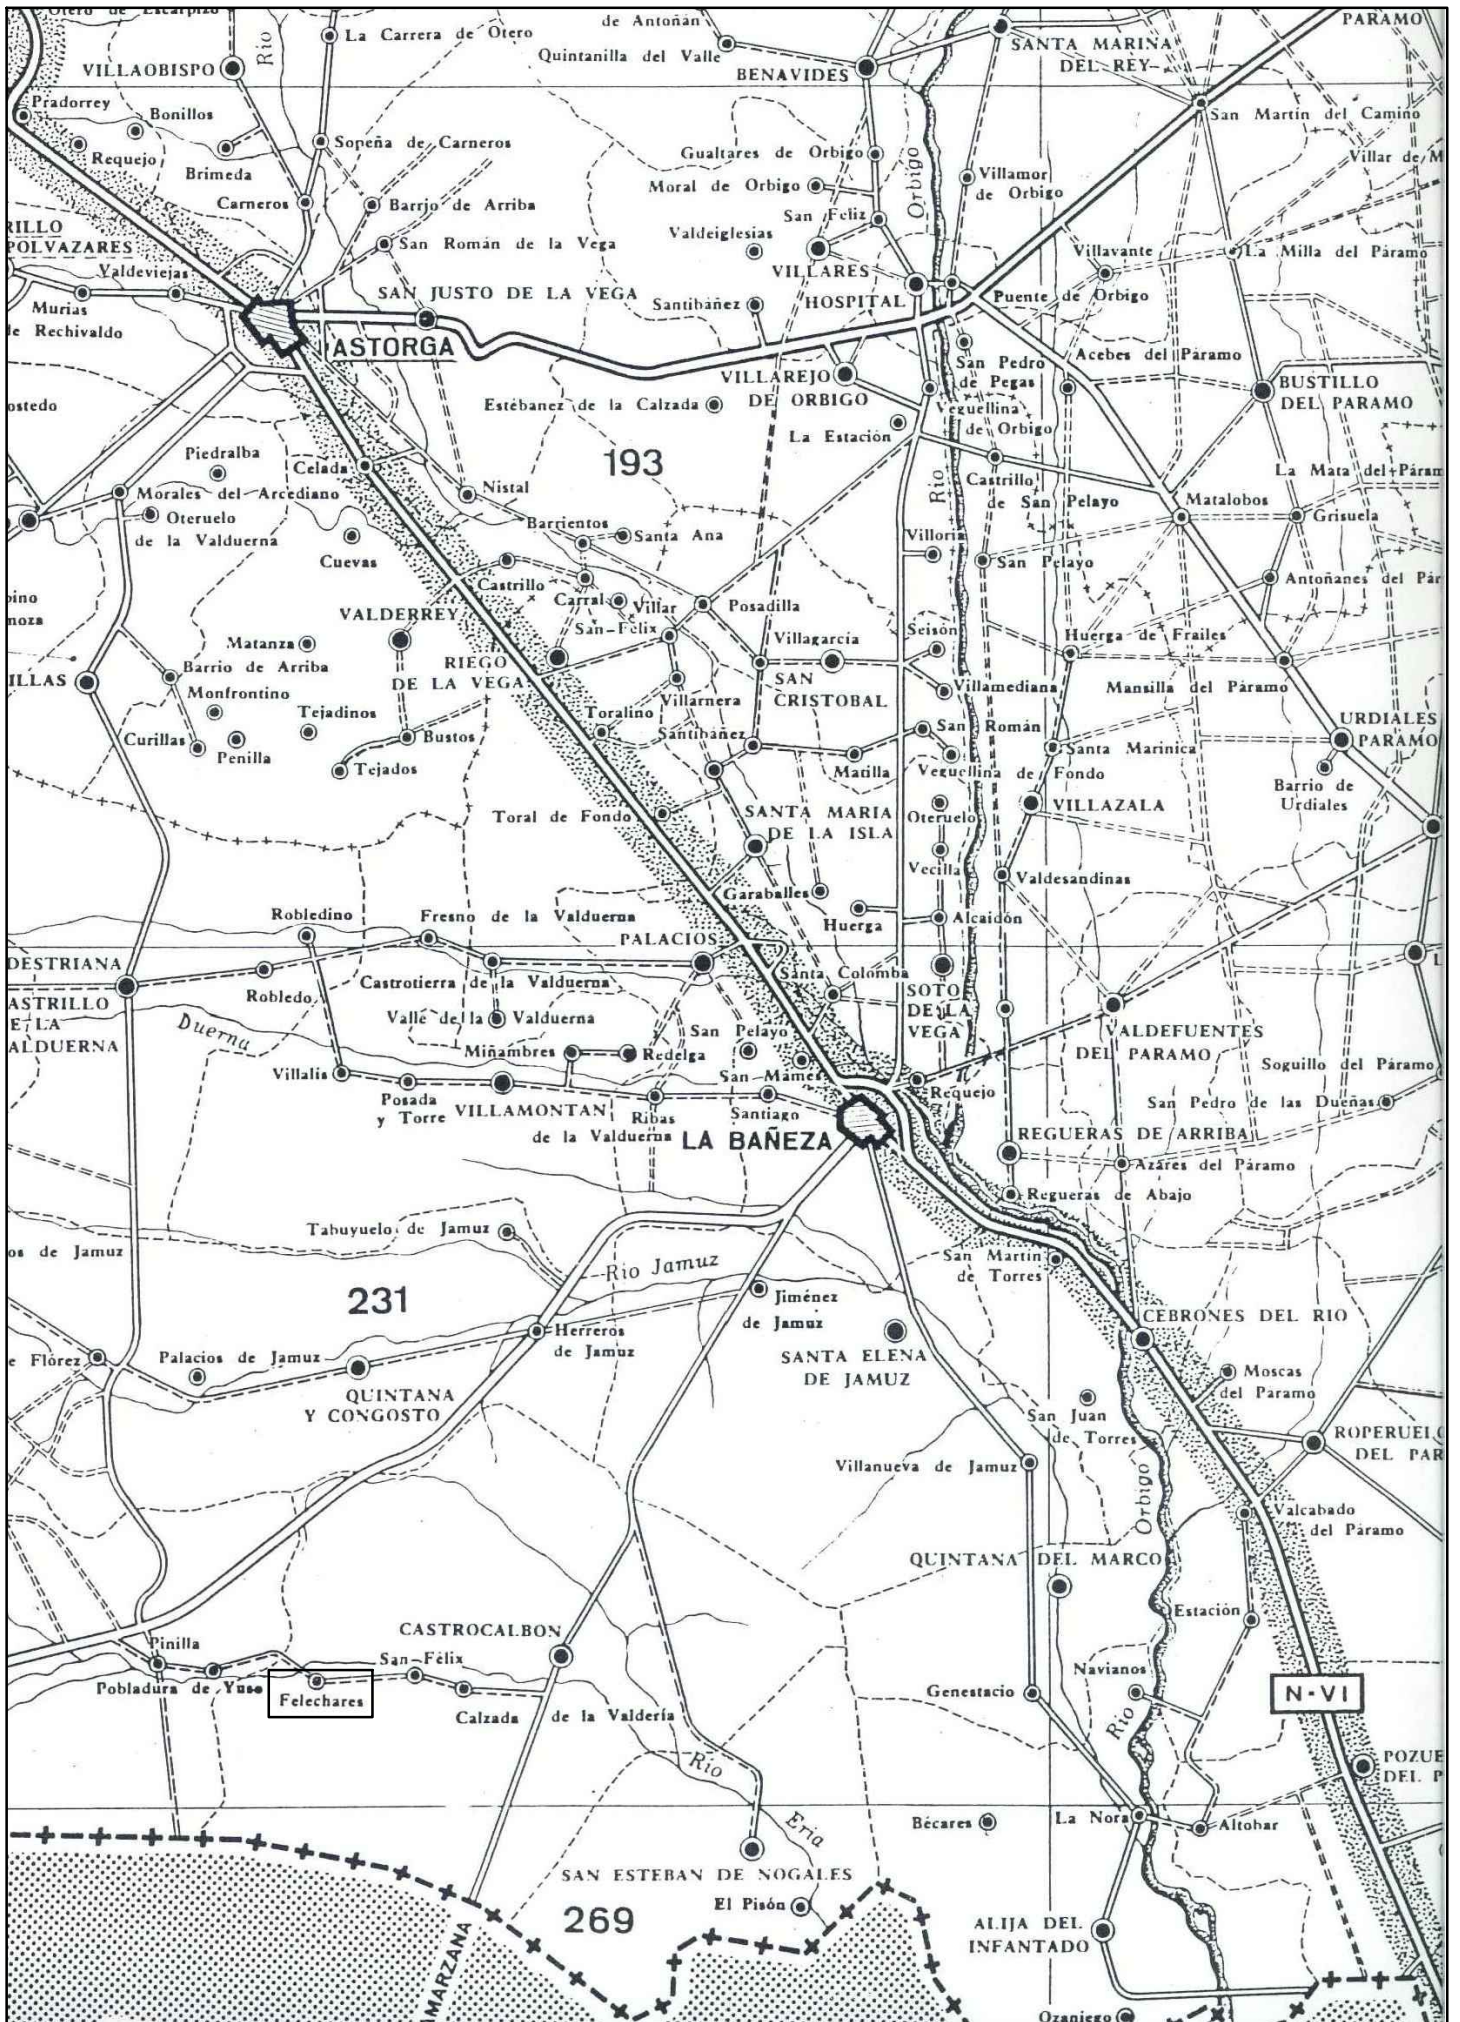 Otero de Escarpizo
Río
La Carrera de Otero
de Antoñán
Quintanilla del Valle
PARAMO
VILLAOBISPO
BENAVIDES
SANTA MARINA
DEL REY
Pradorrey
Bonillos
San Martín del Camino
Requejo
Sopeña de Carneros
Brimeda
Gualtares de Orbigo
Orbigo
Villar de M
Moral de Orbigo
Villamor
de Orbigo
Carneros
Barrjo de Arriba
San Feliz
RILLO
POLVAZARES
San Román de la Vega
Valdeiglesias
Villavante
La Milla del Páramo
Valdeviejas
VILLARES
Murias
de Rechivaldo
SAN JUSTO DE LA VEGA
Santibáñez
HOSPITAL
Puente de Orbigo
ASTORGA
San Pedro
de Pegas
Acebes del Páramo
VILLAREJO
DE ORBIGO
BUSTILLO
DEL PARAMO
ostedo
Estébanez de la Calzada
Veguellina
de Orbigo
La Estación
Piedralba
Celada
193
Río
Castrillo
de San Pelayo
La Mata del Páram
Morales del Arcediano
Nistal
Matalobos
Oteruelo
de la Valduerna
Barrientos
Santa Ana
Grisuela
Cuevas
Villoria
San Pelayo
Castrillo
Carral
Villar
Antoñanes del Pár
pino
moza
VALDERREY
San-Félix
Posadilla
Matanza
Villagarcía
Seisón
Huerga de Frailes
Barrio de Arriba
RIEGO
DE LA VEGA
SAN
CRISTOBAL
ILLAS
Monfrontino
Villarnera
Villamediana
Mansilla del Páramo
Tejadinos
Toralino
Santibáñez
San Román
URDIALES
PARAMO
Curillas
Penilla
Bustos
Santa Marinica
Tejados
Matilla
Veguellina de Fondo
Barrio de
Urdiales
Toral de Fondo
SANTA MARIA
DE LA ISLA
Oteruelo
VILLAZALA
Vecilla
Valdesandinas
Garaballes
Robledino
Fresno de la Valduerna
Huerga
Alcaidón
PALACIOS
DESTRIANA
Robledo
Castrotierra de la Valduerna
Santa Colomba
SOTO
DE LA
VEGA
L
ASTRILLO
E LA
ALDUERNA
Duerna
Valle de la Valduerna
San Pelayo
VALDEFUENTES
DEL PARAMO
Miñambres
Redelga
Villalís
San Mamés
Soguillo del Páramo
Posada
y Torre
VILLAMONTAN
Ribas
de la Valduerna
Santiago
Requejo
San Pedro de las Dueñas
LA BAÑEZA
REGUERAS DE ARRIBA
Azares del Páramo
Regueras de Abajo
Tabuyuelo de Jamuz
os de Jamuz
Río Jamuz
San Martín
de Torres
231
Jiménez
de Jamuz
CEBRONES DEL RIO
Herreros
de Jamuz
e Flórez
Palacios de Jamuz
SANTA ELENA
DE JAMUZ
Moscas
del Páramo
QUINTANA
Y CONGOSTO
San Juan
de Torres
ROPERUELO
DEL PAR
Villanueva de Jamuz
Orbigo
Valcabado
del Páramo
QUINTANA DEL MARCO
Estación
CASTROCALBON
Pinilla
San-Félix
Navianos
Pobladura de Yuso
Felechares
Genestacio
N-VI
Calzada de la Valdería
Río
Río
POZUE
DEL P
Eria
Bécares
La Nora
Altobar
SAN ESTEBAN DE NOGALES
El Pisón
269
ALIJA DEL
INFANTADO
AMARZANA
Ozaniego